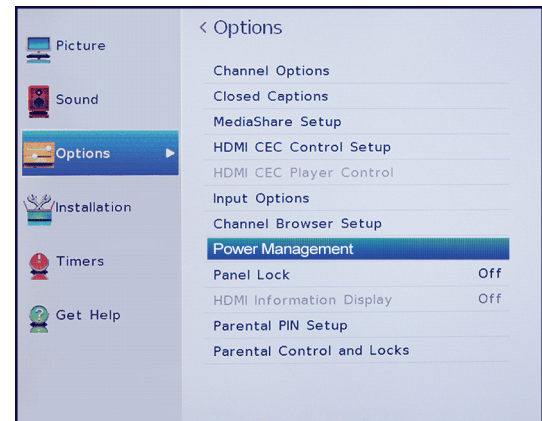 Picture
Sound
Options
Installation
Timers
Get Help
Options
Channel Options
Closed Captions
MediaShare Setup
HDMI CEC Control Setup
HDMI CEC Player Control
Input Options
Channel Browser Setup
Power Management
Panel Lock Off
HDMI Information Display Off
Parental PIN Setup
Parental Control and Locks